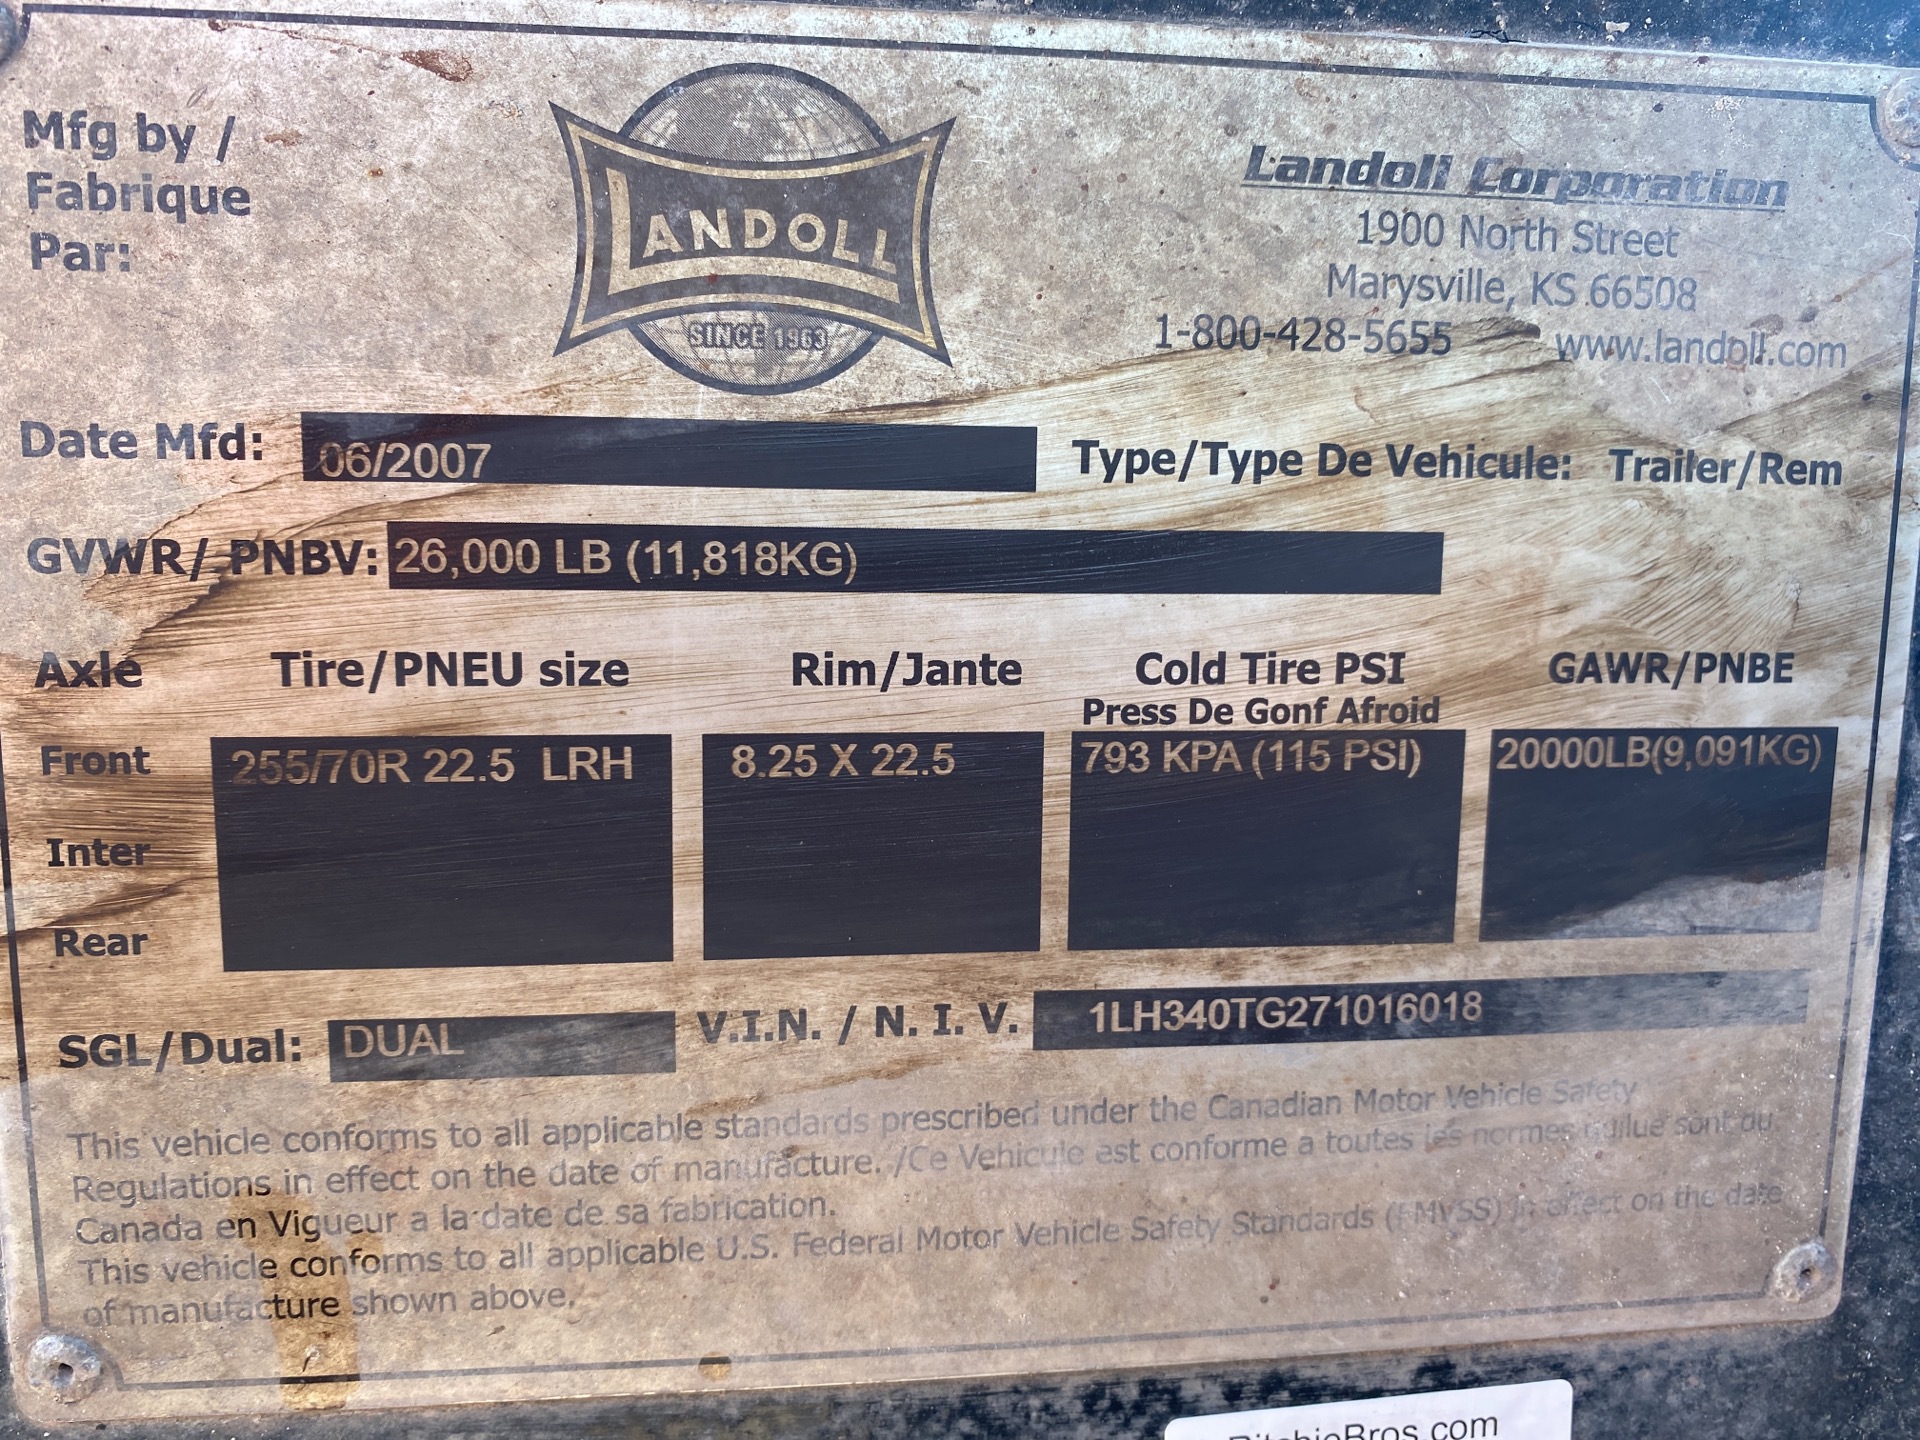 Mfg by /
Fabrique
Par:
LANDOLL
SINCE 1963
Landoll Corporation
1900 North Street
Marysville, KS 66508
1-800-428-5655 www.landoll.com
Date Mfd: 06/2007 Type/Type De Vehicule: Trailer/Rem
GVWR/ PNBV: 26,000 LB (11,818KG)
Axle Tire/PNEU size Rim/Jante Cold Tire PSI GAWR/PNBE
Press De Gonf Afroid
Front 255/70R 22.5 LRH 8.25 X 22.5 793 KPA (115 PSI) 20000LB(9,091KG)
Inter
Rear
SGL/Dual: DUAL V.I.N. / N. I. V. 1LH340TG271016018
This vehicle conforms to all applicable standards prescribed under the Canadian Motor Vehicle Safety
Regulations in effect on the date of manufacture. /Ce Vehicule est conforme a toutes les normes quilue sont du
Canada en Vigueur a la date de sa fabrication.
This vehicle conforms to all applicable U.S. Federal Motor Vehicle Safety Standards (FMVSS) in effect on the date
of manufacture shown above.
RitchieBros.com